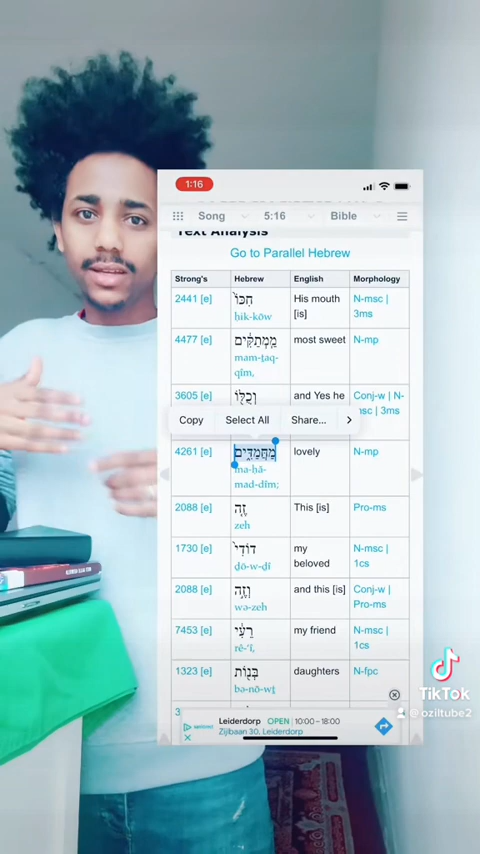 1:16
Song 5:16 Bible
Text Analysis
Go to Parallel Hebrew
Strong's Hebrew English Morphology
2441 [e] חִכּוֹ֙ His mouth N-msc |
ḥik-kōw [is] 3ms
4477 [e] מַֽמְתַקִּ֔ים most sweet N-mp
mam-ṯaq-
qîm,
3605 [e] וְכֻלּ֖וֹ and Yes he Conj-w | N-
msc | 3ms
Copy Select All Share...
4261 [e] מַחֲמַדִּ֑ים lovely N-mp
ma-ḥă-
mad-dîm;
2088 [e] זֶ֤ה This [is] Pro-ms
zeh
1730 [e] דוֹדִי֙ my N-msc |
ḏō-w-ḏî beloved 1cs
2088 [e] וְזֶ֣ה and this [is] Conj-w |
wə-zeh Pro-ms
7453 [e] רֵעִ֔י my friend N-msc |
rê-‘î, 1cs
1323 [e] בְּנ֖וֹת daughters N-fpc
bə-nō-wṯ
3
Leiderdorp OPEN 10:00–18:00
Zijlbaan 30, Leiderdorp
TikTok
@oziltube2